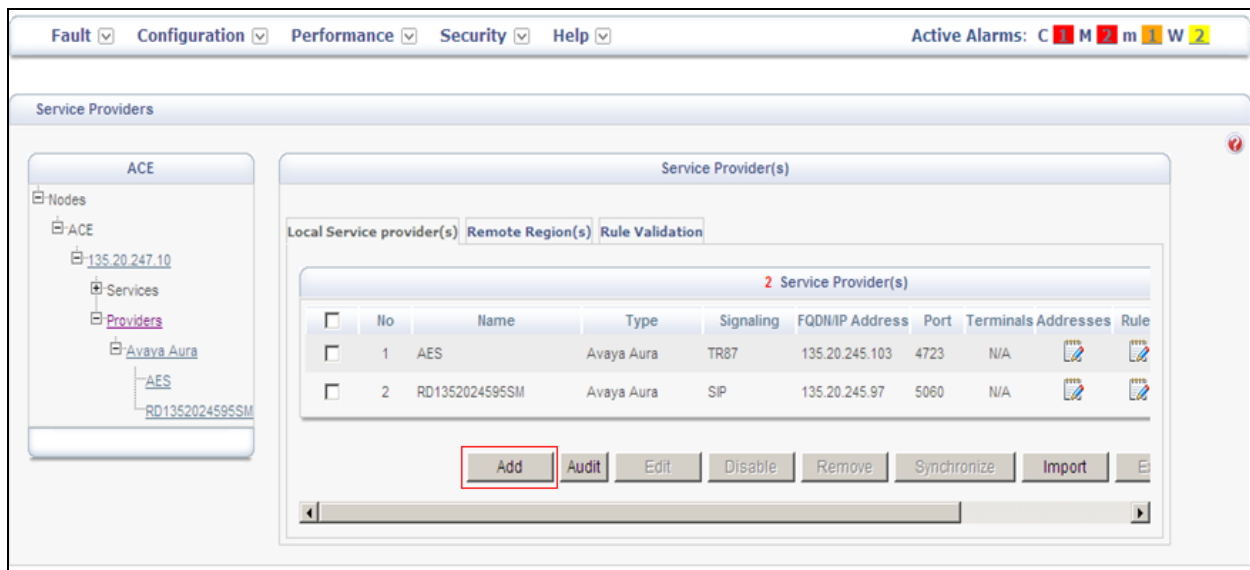 Fault Configuration Performance Security Help Active Alarms: C 1 M 2 m 1 W 2
Service Providers
ACE
Nodes
ACE
135.20.247.10
Services
Providers
Avaya Aura
AES
RD1352024595SM
Service Provider(s)
Local Service provider(s) Remote Region(s) Rule Validation
2 Service Provider(s)
No Name Type Signaling FQDN/IP Address Port Terminals Addresses Rule
1 AES Avaya Aura TR87 135.20.245.103 4723 N/A
2 RD1352024595SM Avaya Aura SIP 135.20.245.97 5060 N/A
Add Audit Edit Disable Remove Synchronize Import